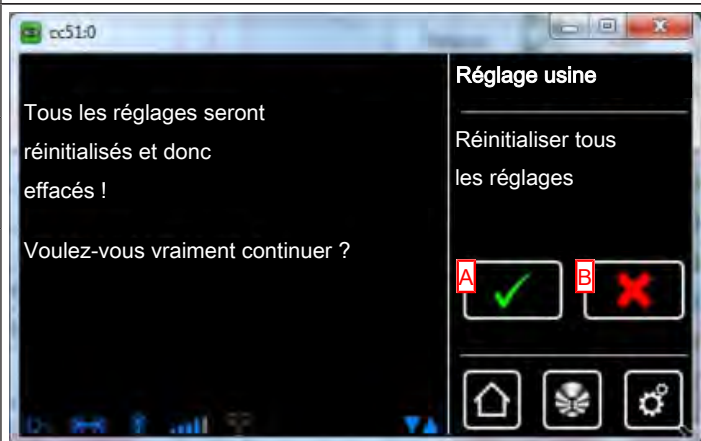 cc51:0
Tous les réglages seront
réinitialisés et donc
effacés !
Voulez-vous vraiment continuer ?
Réglage usine
Réinitialiser tous
les réglages
A
B